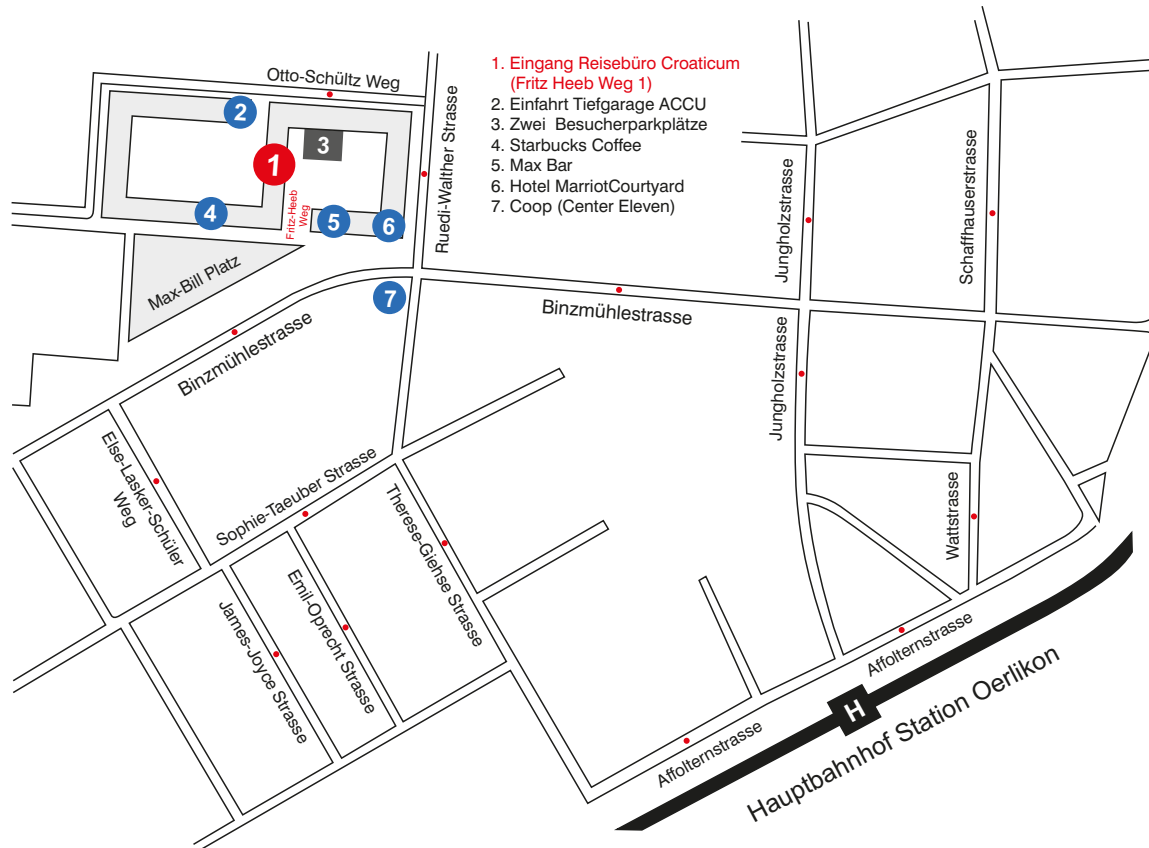 Otto-Schültz Weg
1. Eingang Reisebüro Croaticum
(Fritz Heeb Weg 1)
2. Einfahrt Tiefgarage ACCU
3. Zwei Besucherparkplätze
4. Starbucks Coffee
5. Max Bar
6. Hotel MarriotCourtyard
7. Coop (Center Eleven)
2
3
1
4
5
6
7
Fritz-Heeb
Weg
Ruedi-Walther Strasse
Max-Bill Platz
Jungholzstrasse
Schaffhauserstrasse
Binzmühlestrasse
Binzmühlestrasse
Jungholzstrasse
Else-Lasker-Schüler
Weg
Sophie-Taeuber Strasse
Therese-Giehse Strasse
Wattstrasse
Emil-Oprecht Strasse
James-Joyce Strasse
Affolternstrasse
Affolternstrasse
H
Hauptbahnhof Station Oerlikon